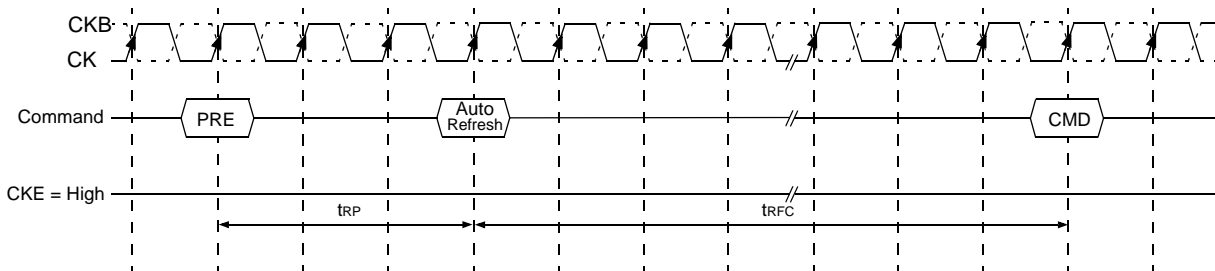 CKB
CK
Command
PRE
Auto
Refresh
CMD
CKE = High
tRP
tRFC